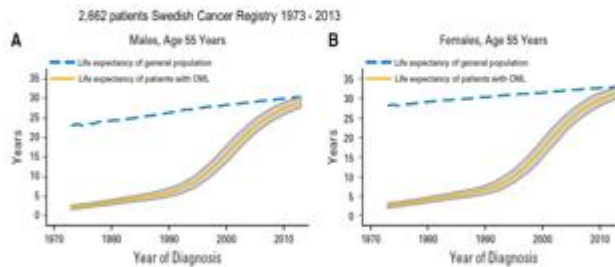 2,662 patients Swedish Cancer Registry 1973 - 2013
A
Males, Age 55 Years
Life expectancy of general population
Life expectancy of patients with CML
Years
35
30
25
20
15
10
5
0
1970
1980
1990
2000
2010
Year of Diagnosis
B
Females, Age 55 Years
Life expectancy of general population
Life expectancy of patients with CML
Years
35
30
25
20
15
10
5
0
1970
1980
1990
2000
2010
Year of Diagnosis